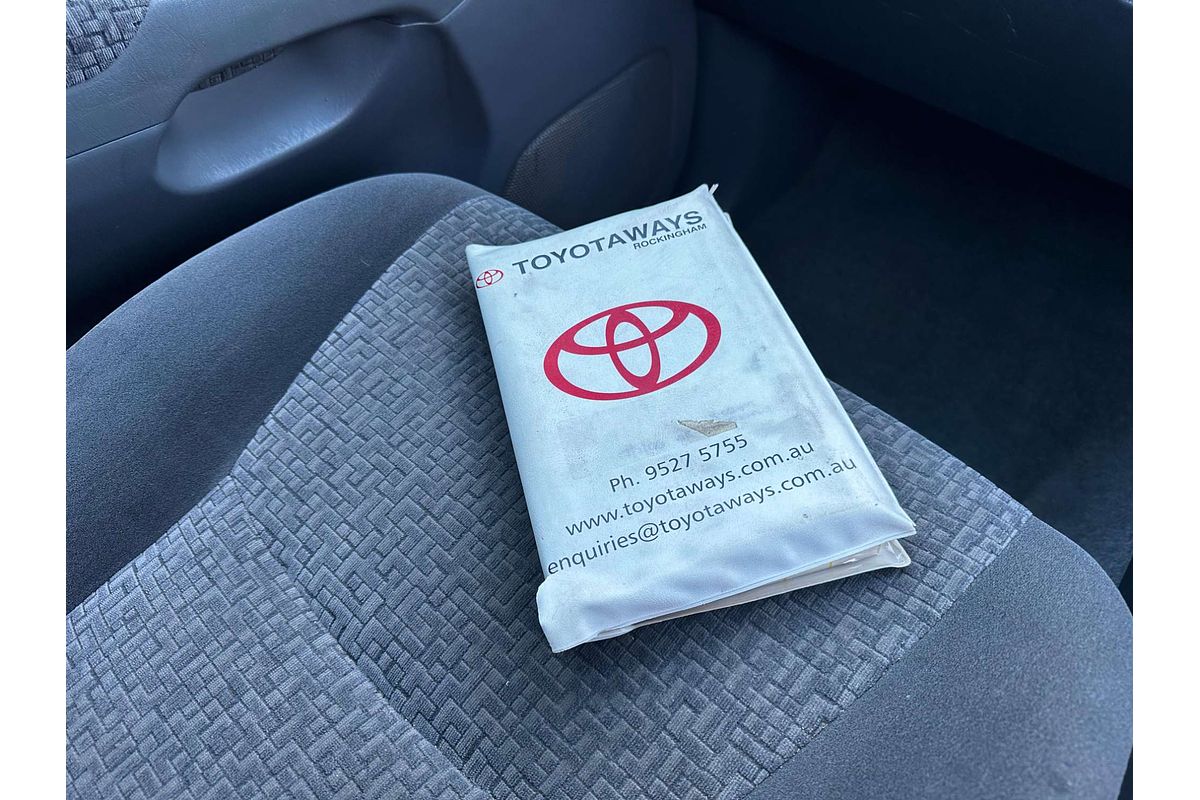 TOYOTAWAYS
ROCKINGHAM
Ph. 9527 5755
www.toyotaways.com.au
enquiries@toyotaways.com.au